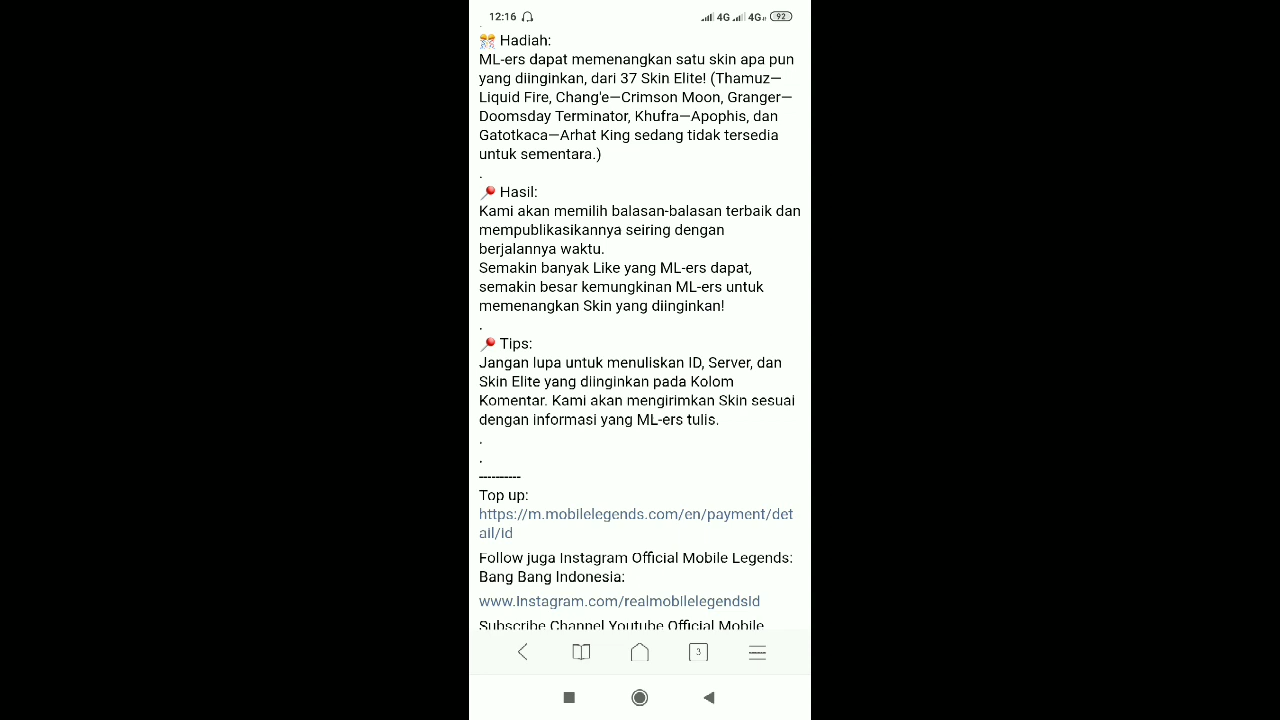 12:16 4G 4G 92
Hadiah:
ML-ers dapat memenangkan satu skin apa pun
yang diinginkan, dari 37 Skin Elite! (Thamuz—
Liquid Fire, Chang'e—Crimson Moon, Granger—
Doomsday Terminator, Khufra—Apophis, dan
Gatotkaca—Arhat King sedang tidak tersedia
untuk sementara.)
.
Hasil:
Kami akan memilih balasan-balasan terbaik dan
mempublikasikannya seiring dengan
berjalannya waktu.
Semakin banyak Like yang ML-ers dapat,
semakin besar kemungkinan ML-ers untuk
memenangkan Skin yang diinginkan!
.
Tips:
Jangan lupa untuk menuliskan ID, Server, dan
Skin Elite yang diinginkan pada Kolom
Komentar. Kami akan mengirimkan Skin sesuai
dengan informasi yang ML-ers tulis.
.
.
----------
Top up:
https://m.mobilelegends.com/en/payment/det
ail/id
Follow juga Instagram Official Mobile Legends:
Bang Bang Indonesia:
www.Instagram.com/realmobilelegendsid
Subscribe Channel Youtube Official Mobile
3